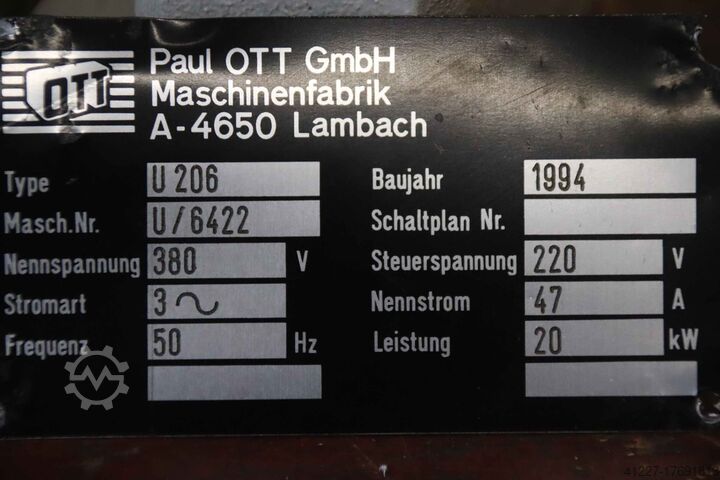 OTT
Paul OTT GmbH
Maschinenfabrik
A-4650 Lambach
Type U 206 Baujahr 1994
Masch.Nr. U/6422 Schaltplan Nr.
Nennspannung 380 V Steuerspannung 220 V
Stromart 3~ Nennstrom 47 A
Frequenz 50 Hz Leistung 20 kW